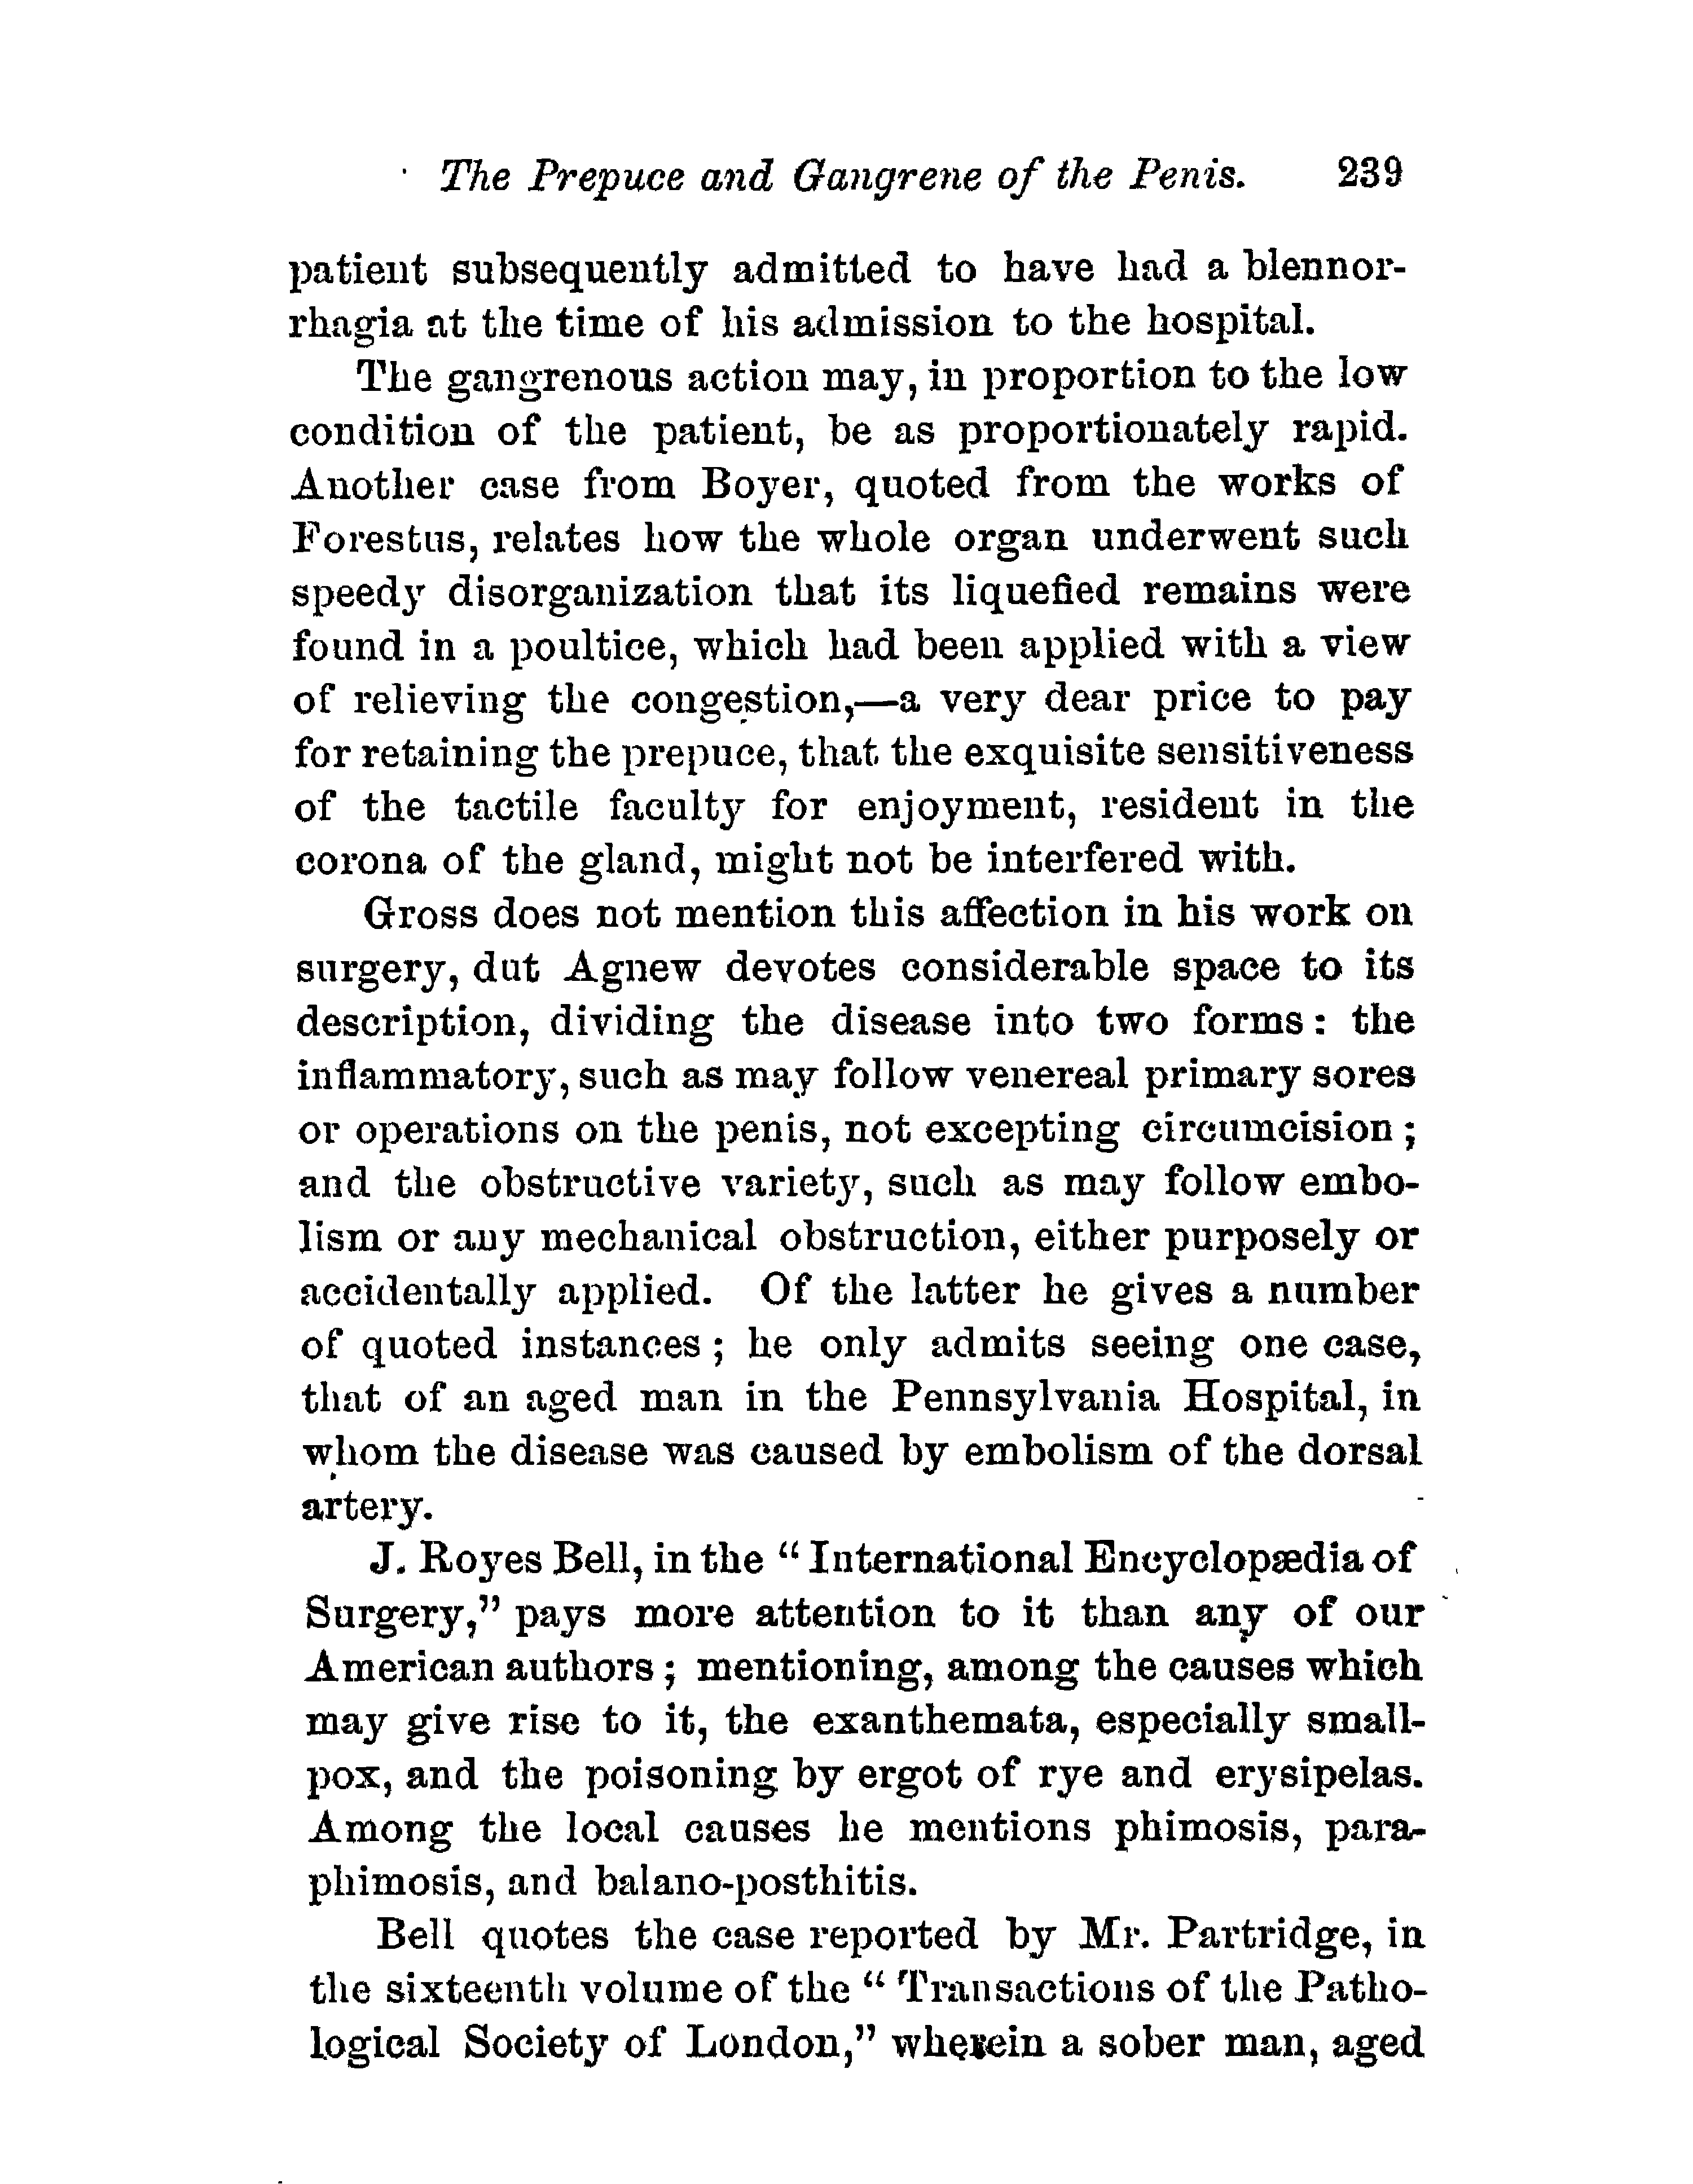 The Prepuce and Gangrene of the Penis. 239
patient subsequently admitted to have had a blennor-
rhagia at the time of his admission to the hospital.
The gangrenous action may, in proportion to the low
condition of the patient, be as proportionately rapid.
Another case from Boyer, quoted from the works of
Forestus, relates how the whole organ underwent such
speedy disorganization that its liquefied remains were
found in a poultice, which had been applied with a view
of relieving the congestion,—a very dear price to pay
for retaining the prepuce, that the exquisite sensitiveness
of the tactile faculty for enjoyment, resident in the
corona of the gland, might not be interfered with.
Gross does not mention this affection in his work on
surgery, dut Agnew devotes considerable space to its
description, dividing the disease into two forms: the
inflammatory, such as may follow venereal primary sores
or operations on the penis, not excepting circumcision;
and the obstructive variety, such as may follow embo-
lism or any mechanical obstruction, either purposely or
accidentally applied. Of the latter he gives a number
of quoted instances; he only admits seeing one case,
that of an aged man in the Pennsylvania Hospital, in
whom the disease was caused by embolism of the dorsal
artery.
J. Royes Bell, in the “International Encyclopædia of
Surgery,” pays more attention to it than any of our
American authors; mentioning, among the causes which
may give rise to it, the exanthemata, especially small-
pox, and the poisoning by ergot of rye and erysipelas.
Among the local causes he mentions phimosis, para-
phimosis, and balano-posthitis.
Bell quotes the case reported by Mr. Partridge, in
the sixteenth volume of the “Transactions of the Patho-
logical Society of London,” wherein a sober man, aged